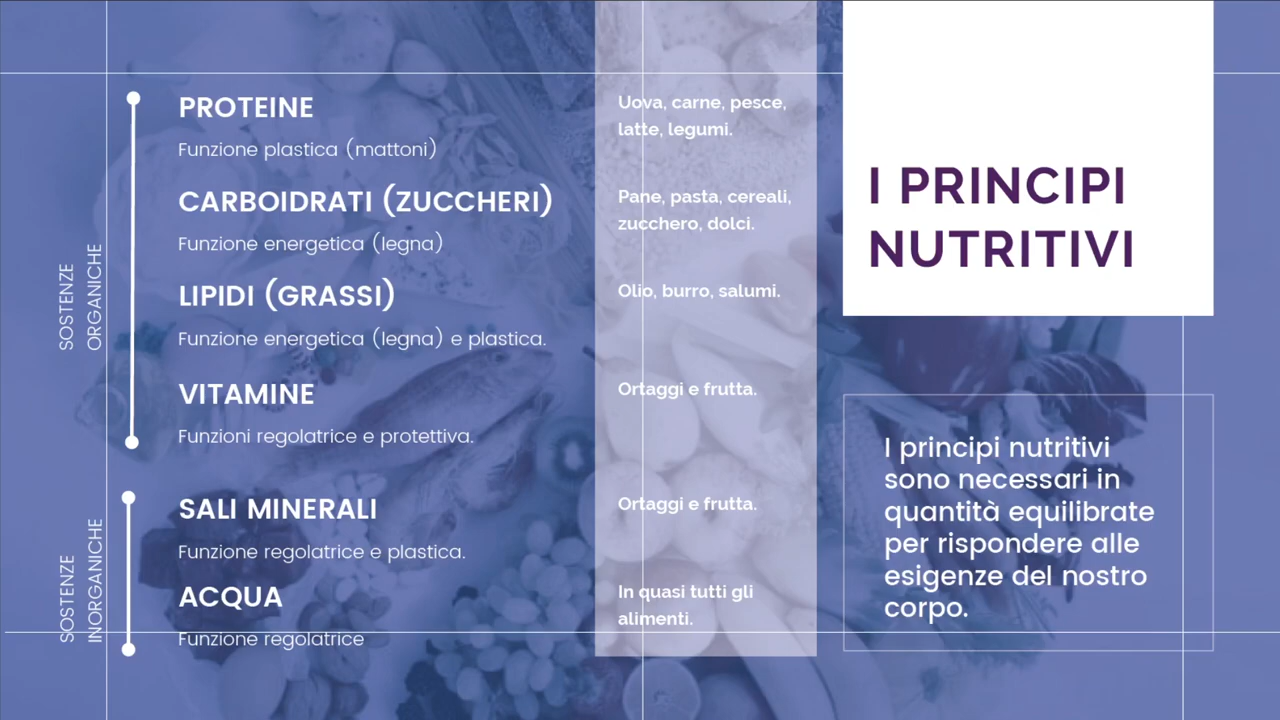 I PRINCIPI
NUTRITIVI
SOSTENZE
ORGANICHE
PROTEINE
Funzione plastica (mattoni)
Uova, carne, pesce,
latte, legumi.
CARBOIDRATI (ZUCCHERI)
Funzione energetica (legna)
Pane, pasta, cereali,
zucchero, dolci.
LIPIDI (GRASSI)
Funzione energetica (legna) e plastica.
Olio, burro, salumi.
VITAMINE
Funzioni regolatrice e protettiva.
Ortaggi e frutta.
SOSTENZE
INORGANICHE
SALI MINERALI
Funzione regolatrice e plastica.
Ortaggi e frutta.
ACQUA
Funzione regolatrice
In quasi tutti gli
alimenti.
I principi nutritivi
sono necessari in
quantità equilibrate
per rispondere alle
esigenze del nostro
corpo.